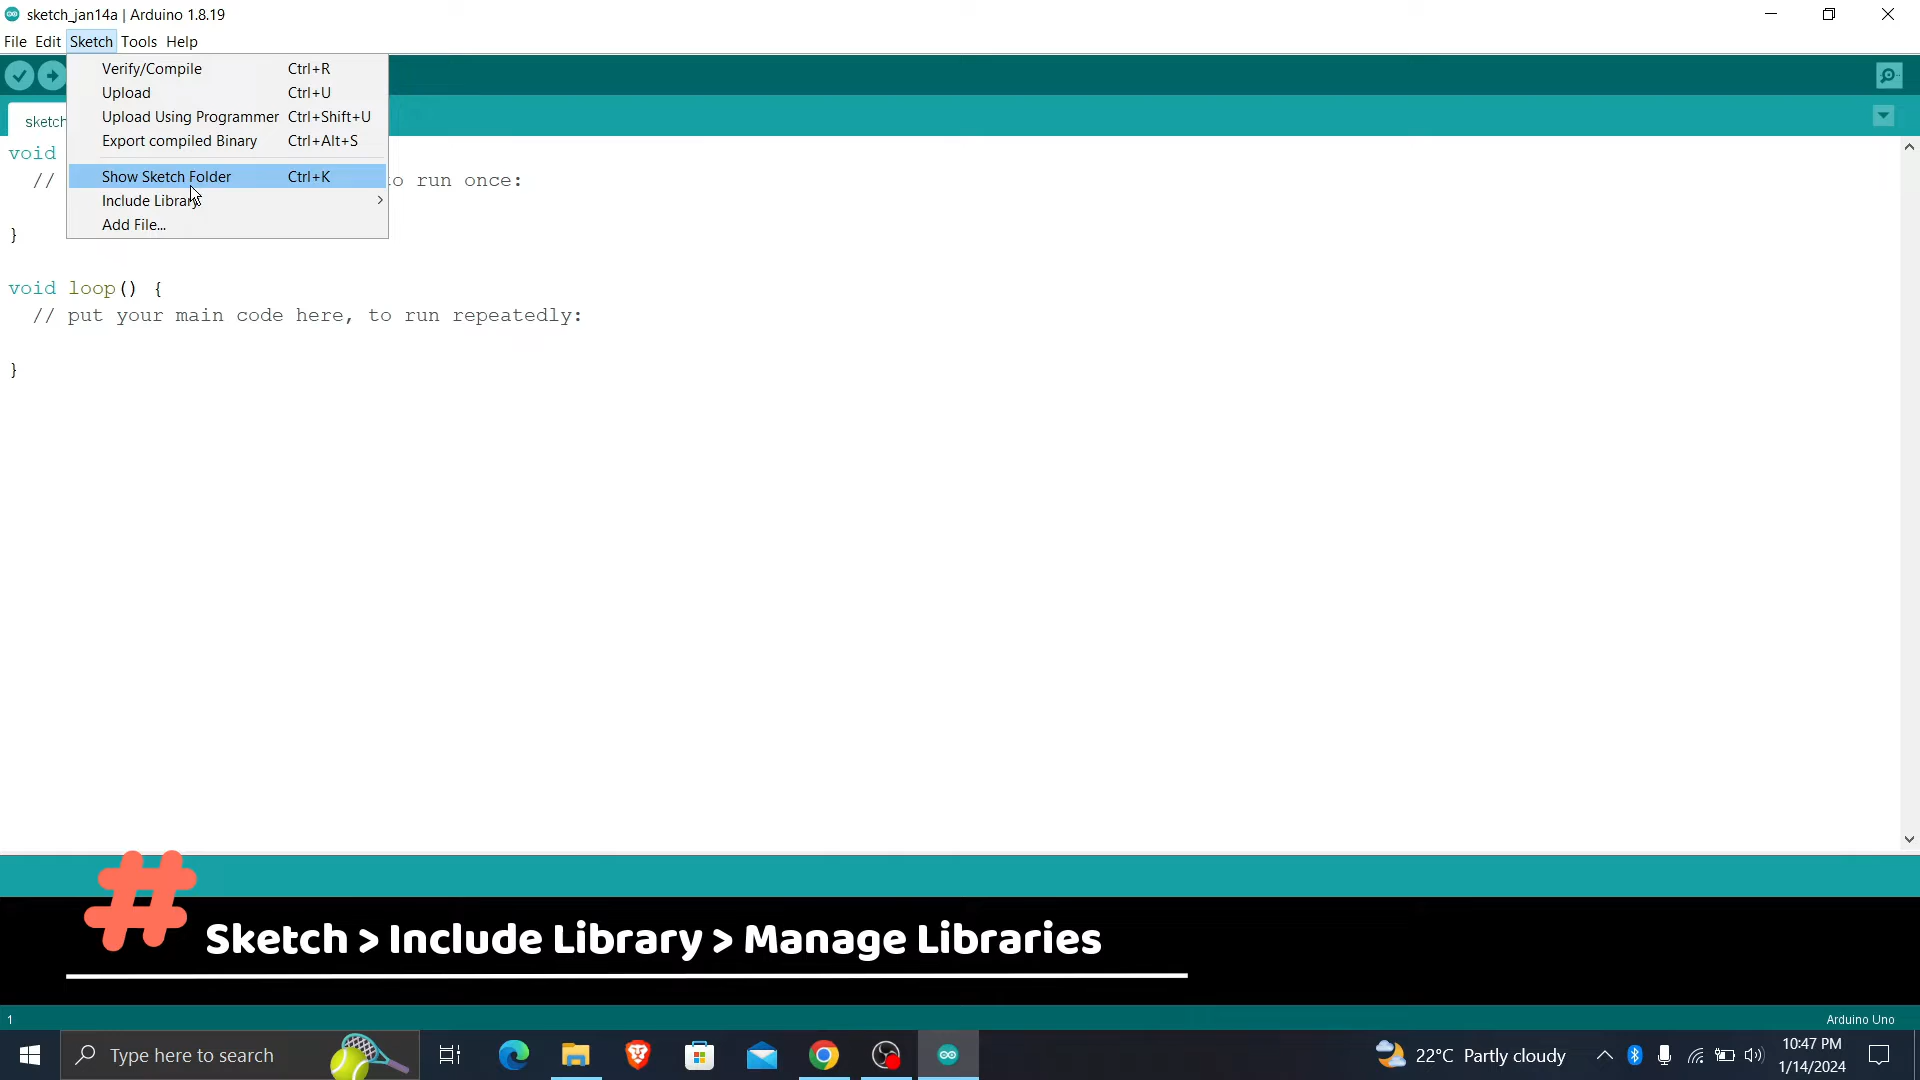 sketch_jan14a | Arduino 1.8.19
File Edit Sketch Tools Help
Verify/Compile Ctrl+R
Upload Ctrl+U
Upload Using Programmer Ctrl+Shift+U
Export compiled Binary Ctrl+Alt+S
Show Sketch Folder Ctrl+K
Include Library
Add File...
sketch
void
// to run once:
}
void loop() {
// put your main code here, to run repeatedly:
}
# Sketch > Include Library > Manage Libraries
1 Arduino Uno
Type here to search
22°C Partly cloudy
10:47 PM
1/14/2024